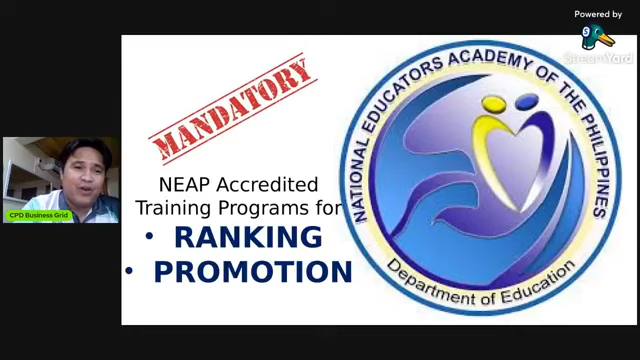 Powered by
StreamYard
MANDATORY
NATIONAL EDUCATORS ACADEMY OF THE PHILIPPINES
Department of Education
NEAP Accredited
Training Programs for
• RANKING
• PROMOTION
CPD Business Grid